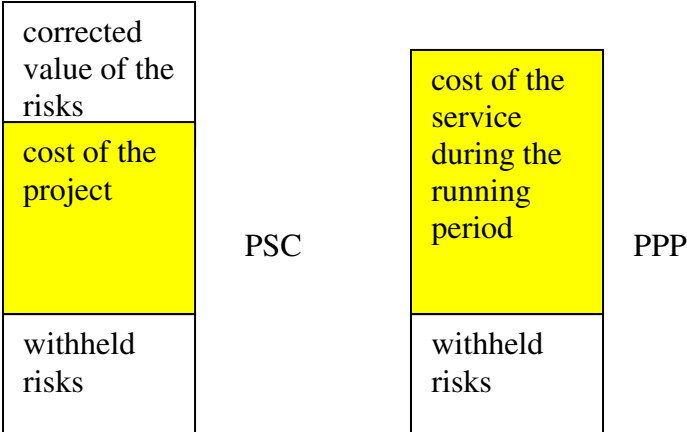 corrected
value of the
risks
cost of the
project
withheld
risks
PSC
cost of the
service
during the
running
period
withheld
risks
PPP